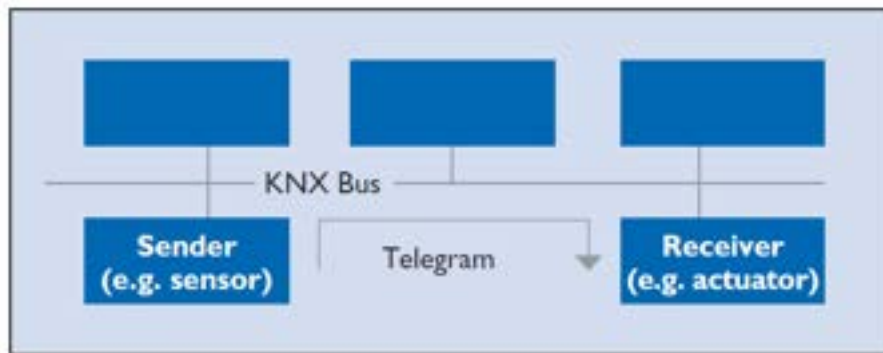 KNX Bus
Sender
(e.g. sensor)
Telegram
Receiver
(e.g. actuator)